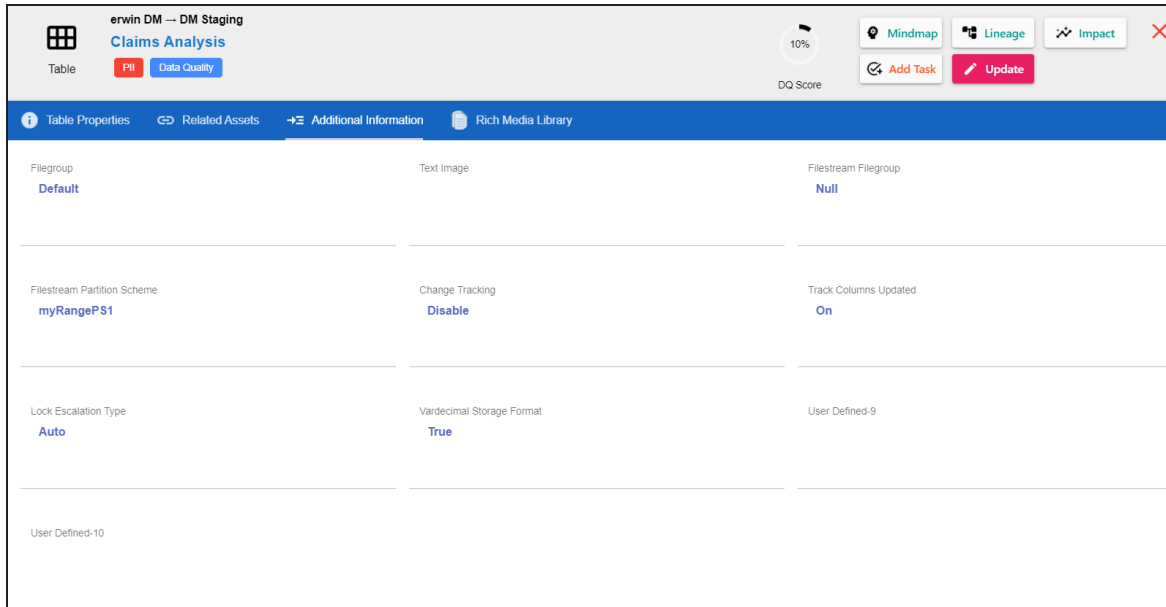 erwin DM → DM Staging
Claims Analysis
Table
PII
Data Quality
10%
DQ Score
Mindmap
Lineage
Impact
Add Task
Update
Table Properties
Related Assets
Additional Information
Rich Media Library
Filegroup
Default
Text Image
Filestream Filegroup
Null
Filestream Partition Scheme
myRangePS1
Change Tracking
Disable
Track Columns Updated
On
Lock Escalation Type
Auto
Vardecimal Storage Format
True
User Defined-9
User Defined-10